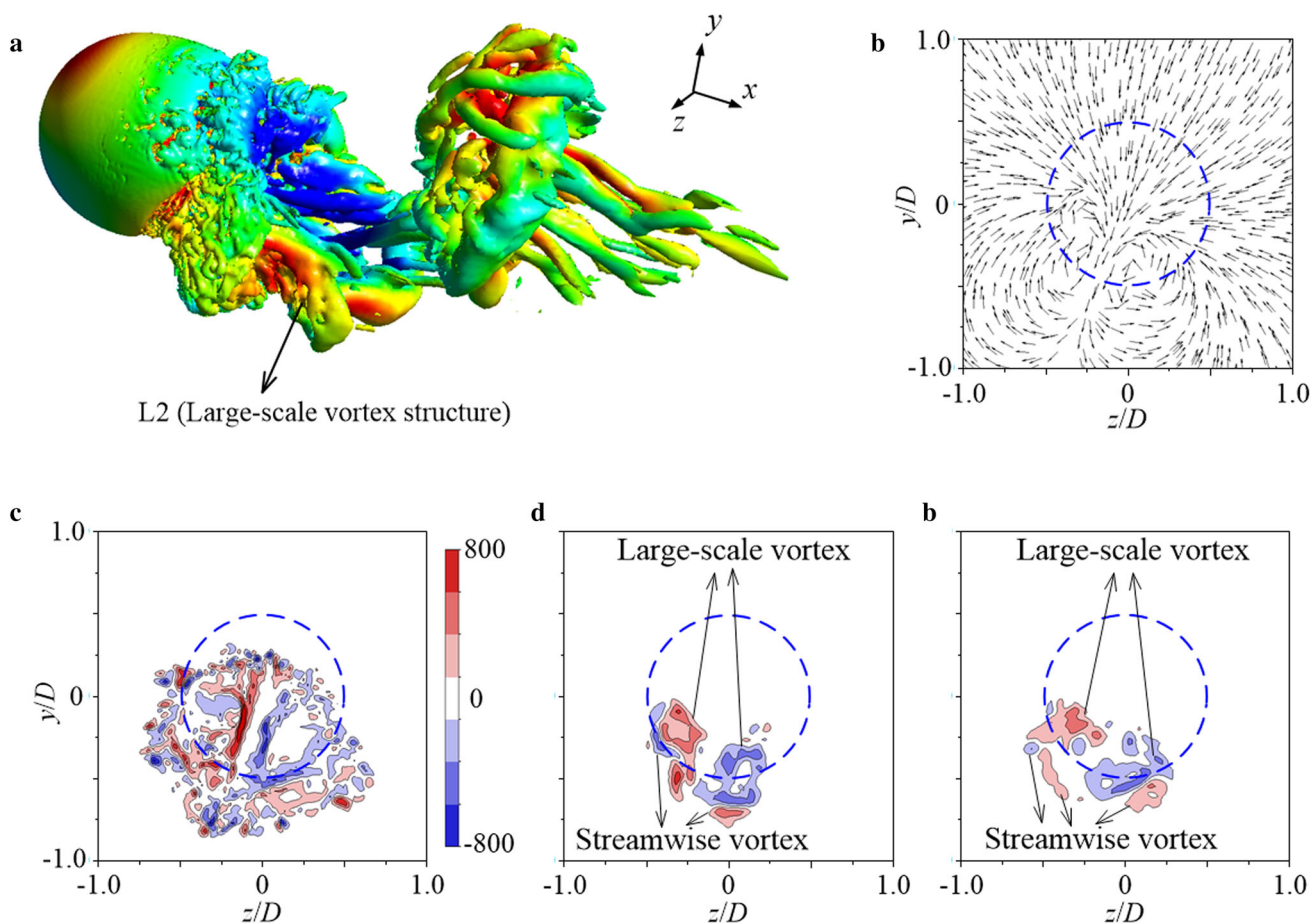 a
y
x
z
L2 (Large-scale vortex structure)
b
1.0
y/D
0
-1.0
-1.0
0
1.0
z/D
c
1.0
y/D
0
-1.0
-1.0
0
1.0
z/D
800
0
-800
d
Large-scale vortex
Streamwise vortex
-1.0
0
1.0
z/D
b
Large-scale vortex
Streamwise vortex
-1.0
0
1.0
z/D